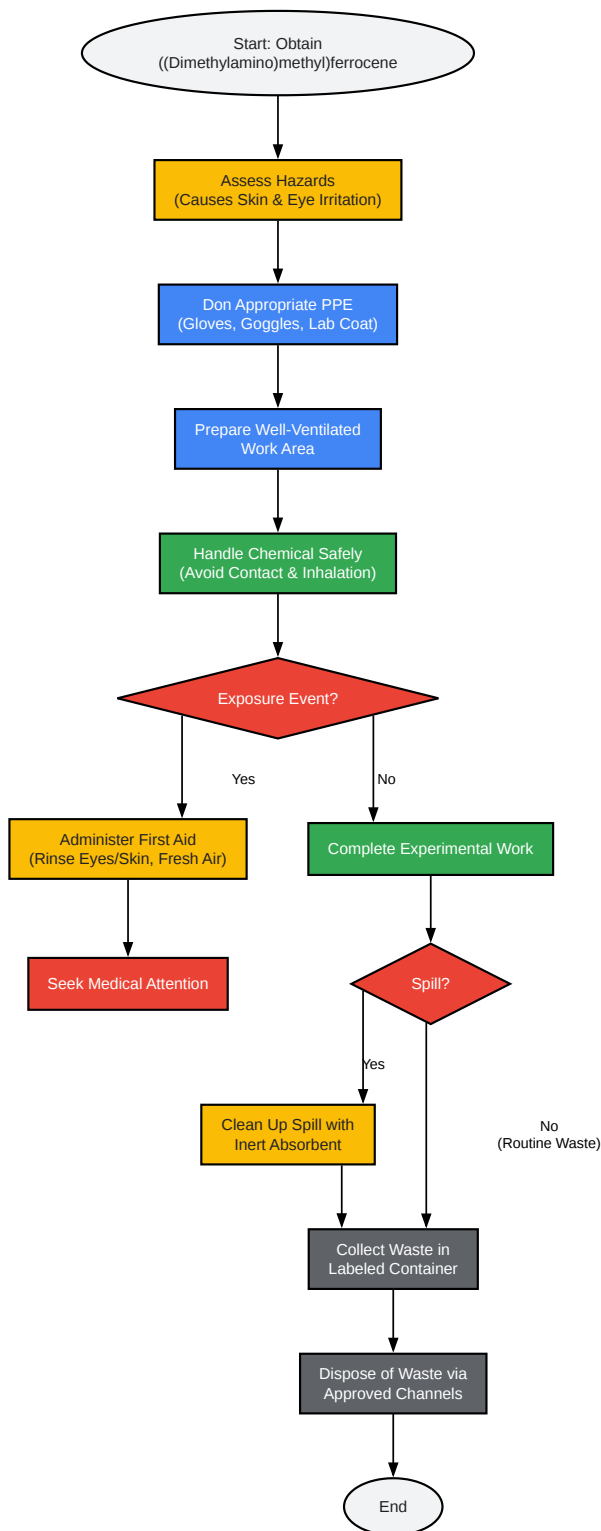 Start: Obtain
((Dimethylamino)methyl)ferrocene
Assess Hazards
(Causes Skin & Eye Irritation)
Don Appropriate PPE
(Gloves, Goggles, Lab Coat)
Prepare Well-Ventilated
Work Area
Handle Chemical Safely
(Avoid Contact & Inhalation)
Exposure Event?
Yes
No
Administer First Aid
(Rinse Eyes/Skin, Fresh Air)
Complete Experimental Work
Seek Medical Attention
Spill?
Yes
No
(Routine Waste)
Clean Up Spill with
Inert Absorbent
Collect Waste in
Labeled Container
Dispose of Waste via
Approved Channels
End